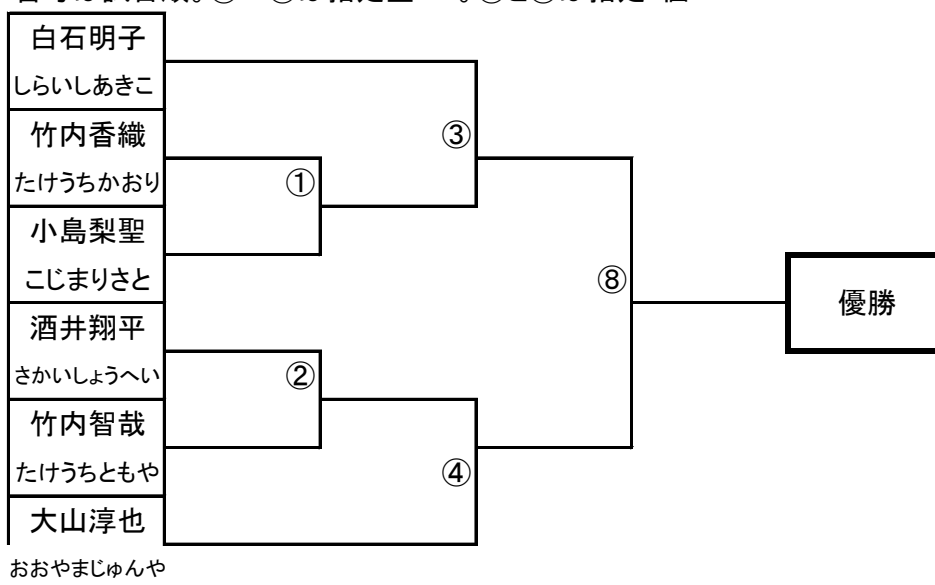 白石明子
しらいしあきこ
竹内香織
たけうちかおり
小島梨聖
こじまりさと
酒井翔平
さかいしょうへい
竹内智哉
たけうちともや
大山淳也
おおやまじゅんや
①
②
③
④
⑧
優勝